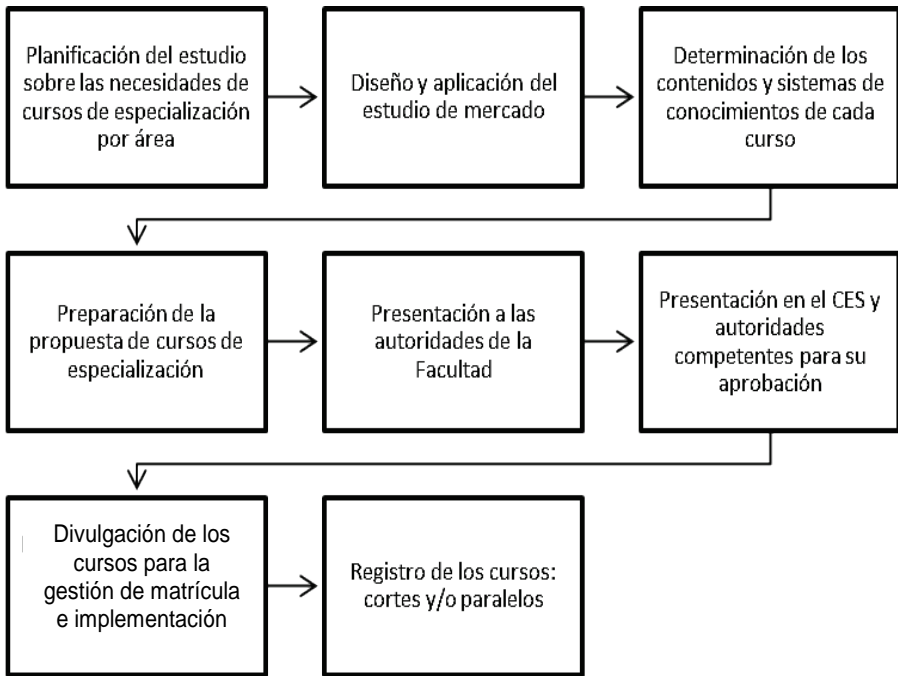 Planificación del estudio
sobre las necesidades de
cursos de especialización
por área
Diseño y aplicación del
estudio de mercado
Determinación de los
contenidos y sistemas de
conocimientos de cada
curso
Preparación de la
propuesta de cursos de
especialización
Presentación a las
autoridades de la
Facultad
Presentación en el CES y
autoridades
competentes para su
aprobación
Divulgación de los
cursos para la
gestión de matrícula
e implementación
Registro de los cursos:
cortes y/o paralelos